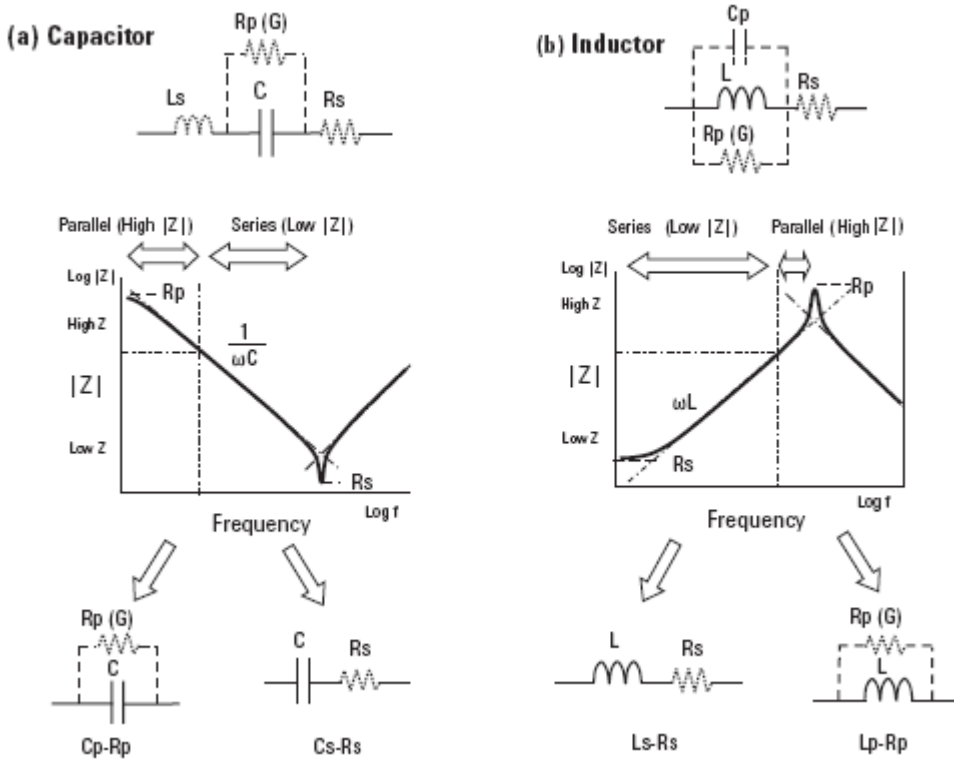 (a) Capacitor
Rp (G)
Ls
C
Rs
Parallel (High |Z|)
Series (Low |Z|)
Log |Z|
Rp
High Z
1
ωC
|Z|
Low Z
Rs
Log f
Frequency
Rp (G)
C
Cp-Rp
C
Rs
Cs-Rs
(b) Inductor
Cp
L
Rs
Rp (G)
Series (Low |Z|)
Parallel (High |Z|)
Log |Z|
High Z
Rp
|Z|
ωL
Low Z
Rs
Log f
Frequency
L
Rs
Ls-Rs
Rp (G)
L
Lp-Rp